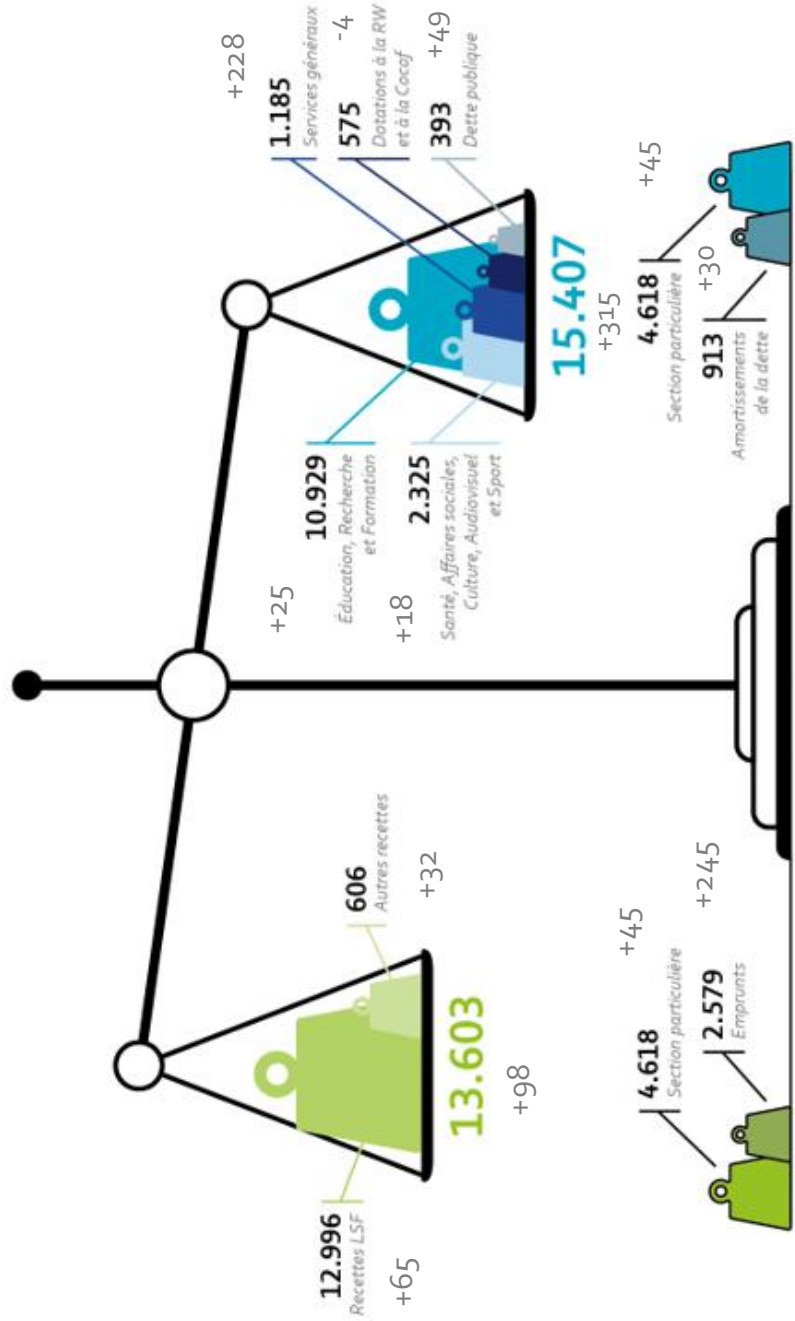 12.996
Recettes LSF
+65
606
Autres recettes
+32
13.603
+98
4.618
Section particulière
+45
2.579
Emprunts
+245
10.929
Éducation, Recherche
et Formation
+25
2.325
Santé, Affaires sociales,
Culture, Audiovisuel
et Sport
+18
1.185
Services généraux
+228
575
Dotations à la RW
et à la Cocof
-4
393
Dette publique
+49
15.407
+315
4.618
Section particulière
+45
913
Amortissements
de la dette
+30